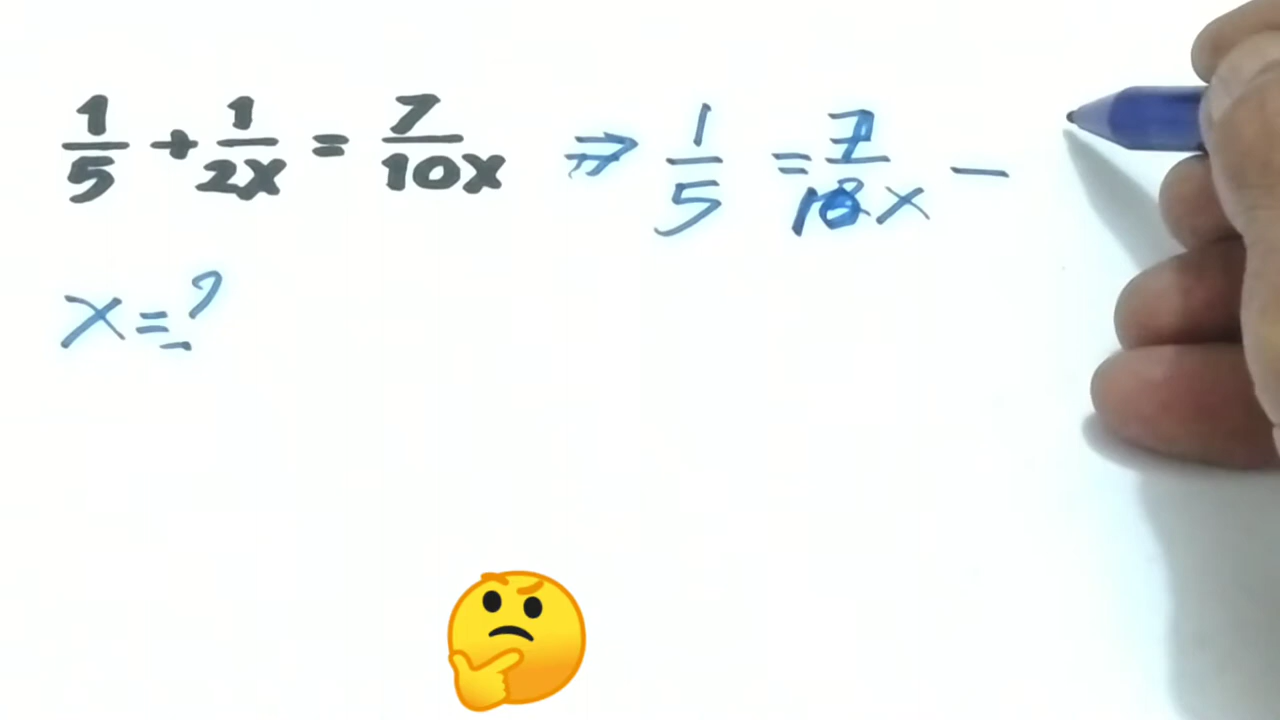 1/5 + 1/2x = 7/10x ⇒ 1/5 = 7/10x −
x = ?